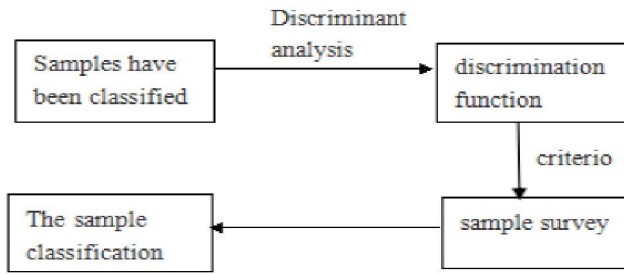 Discriminant
analysis
Samples have
been classified
discrimination
function
criterio
sample survey
The sample
classification